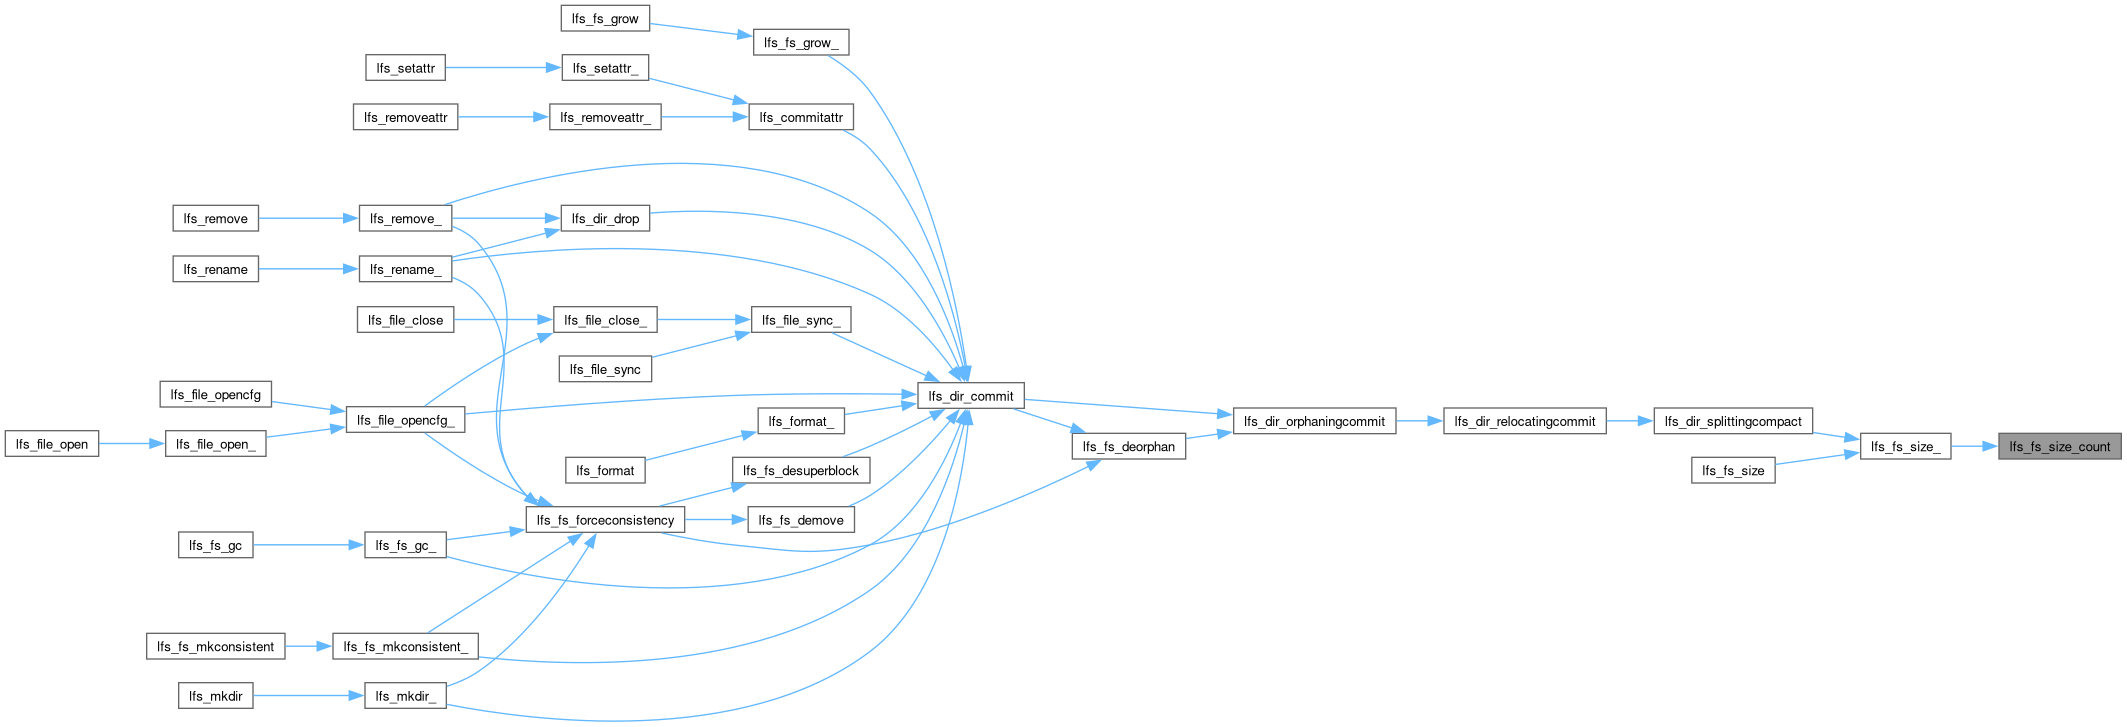 lfs_fs_grow
lfs_fs_grow_
lfs_setattr
lfs_setattr_
lfs_removeattr
lfs_removeattr_
lfs_commitattr
lfs_remove
lfs_remove_
lfs_dir_drop
lfs_rename
lfs_rename_
lfs_file_close
lfs_file_close_
lfs_file_sync_
lfs_file_sync
lfs_file_opencfg
lfs_dir_commit
lfs_file_opencfg_
lfs_format_
lfs_dir_orphaningcommit
lfs_dir_relocatingcommit
lfs_dir_splittingcompact
lfs_file_open
lfs_file_open_
lfs_fs_deorphan
lfs_fs_size_
lfs_fs_size_count
lfs_format
lfs_fs_desuperblock
lfs_fs_size
lfs_fs_forceconsistency
lfs_fs_demove
lfs_fs_gc
lfs_fs_gc_
lfs_fs_mkconsistent
lfs_fs_mkconsistent_
lfs_mkdir
lfs_mkdir_